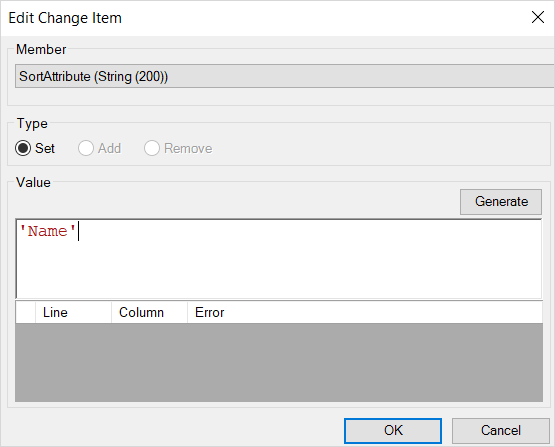 Edit Change Item
Member
SortAttribute (String (200))
Type
Set Add Remove
Value
Generate
'Name'
Line Column Error
OK Cancel